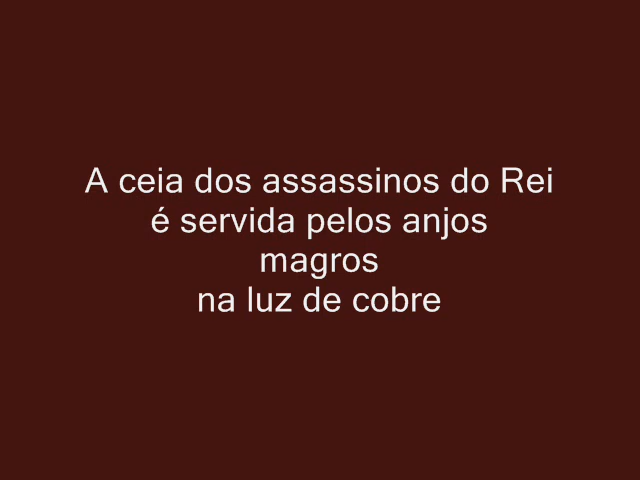 A ceia dos assassinos do Rei
é servida pelos anjos
magros
na luz de cobre